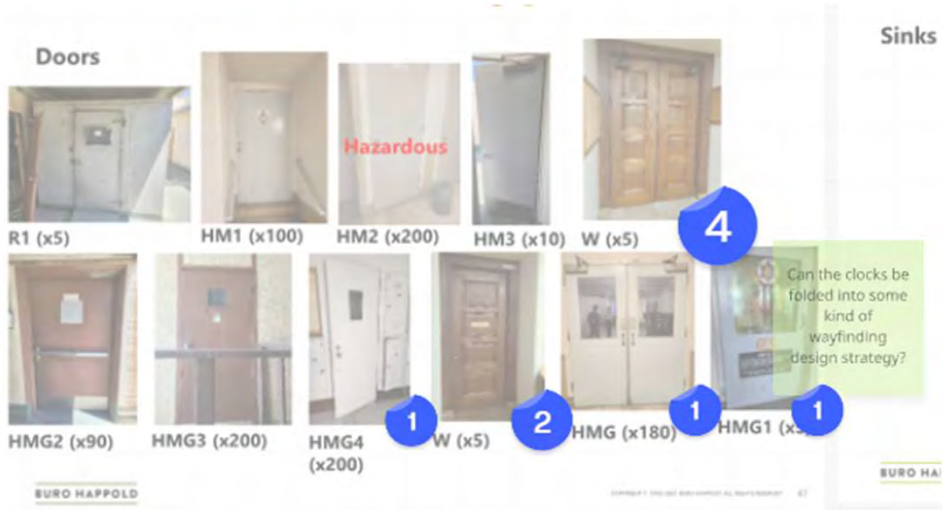 Doors
Sinks
Hazardous
R1 (x5)
HM1 (x100)
HM2 (x200)
HM3 (x10)
W (x5)
4
Can the clocks be
folded into some
kind of
wayfinding
design strategy?
HMG2 (x90)
HMG3 (x200)
HMG4
(x200)
1
W (x5)
2
HMG (x180)
1
HMG1
1
BURO HAPPOLD
67
BURO HA